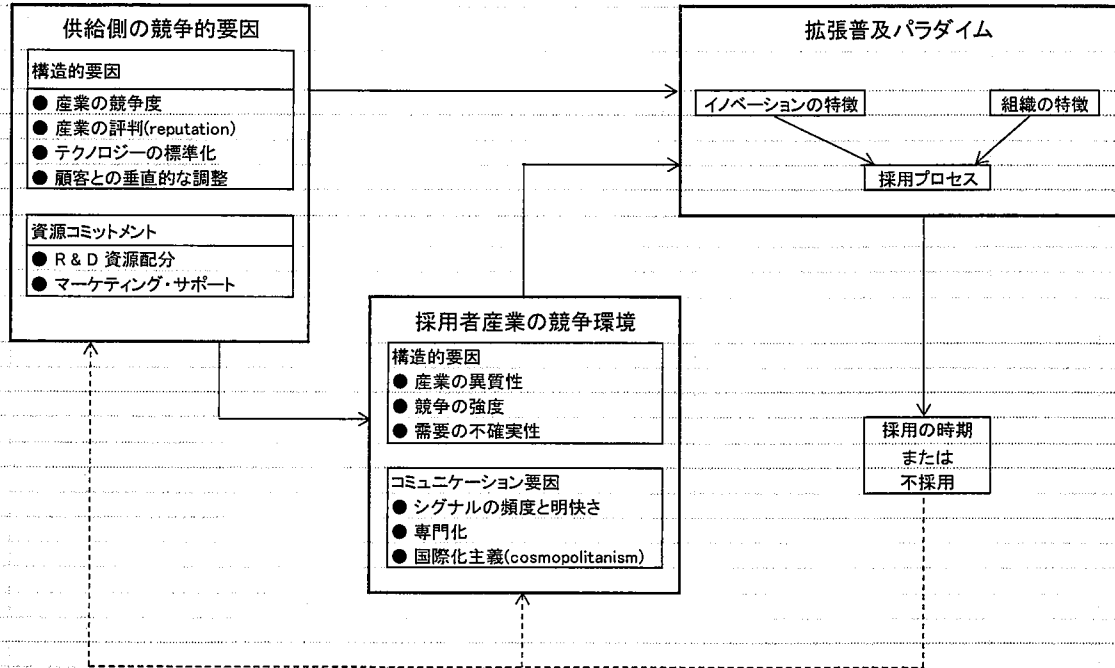 供給側の競争的要因
構造的要因
● 産業の競争度
● 産業の評判(reputation)
● テクノロジーの標準化
● 顧客との垂直的な調整
資源コミットメント
● R & D 資源配分
● マーケティング・サポート
拡張普及パラダイム
イノベーションの特徴
組織の特徴
採用プロセス
採用者産業の競争環境
構造的要因
● 産業の異質性
● 競争の強度
● 需要の不確実性
コミュニケーション要因
● シグナルの頻度と明快さ
● 専門化
● 国際化主義(cosmopolitanism)
採用の時期
または
不採用